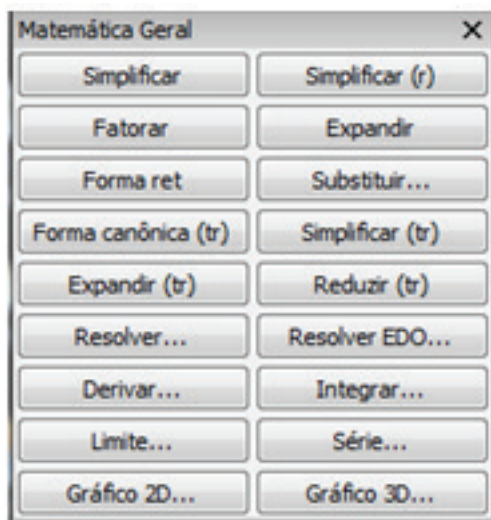 Matemática Geral
Simplificar Simplificar (r)
Fatorar Expandir
Forma ret Substituir...
Forma canônica (tr) Simplificar (tr)
Expandir (tr) Reduzir (tr)
Resolver... Resolver EDO...
Derivar... Integrar...
Limite... Série...
Gráfico 2D... Gráfico 3D...